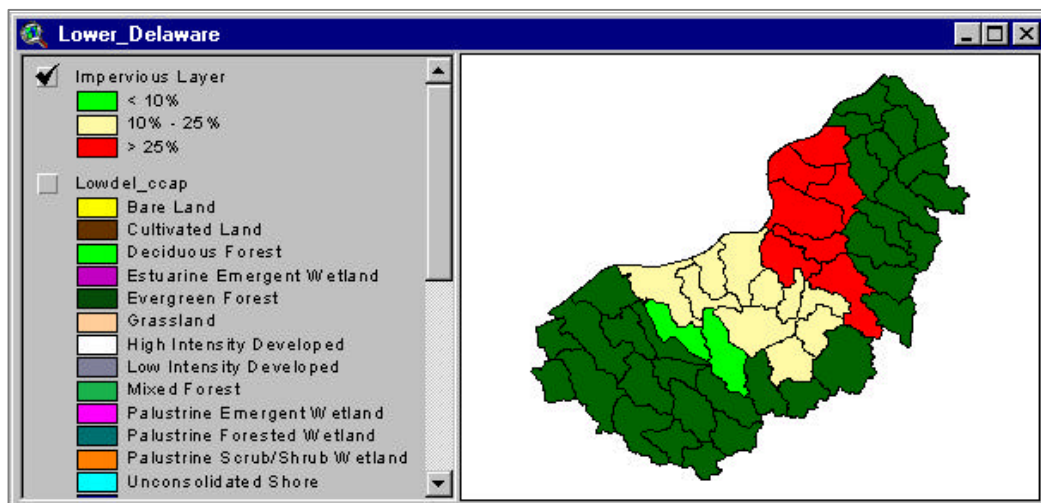 Lower_Delaware
Impervious Layer
< 10%
10% - 25%
> 25%
Lowdel_ccap
Bare Land
Cultivated Land
Deciduous Forest
Estuarine Emergent Wetland
Evergreen Forest
Grassland
High Intensity Developed
Low Intensity Developed
Mixed Forest
Palustrine Emergent Wetland
Palustrine Forested Wetland
Palustrine Scrub/Shrub Wetland
Unconsolidated Shore